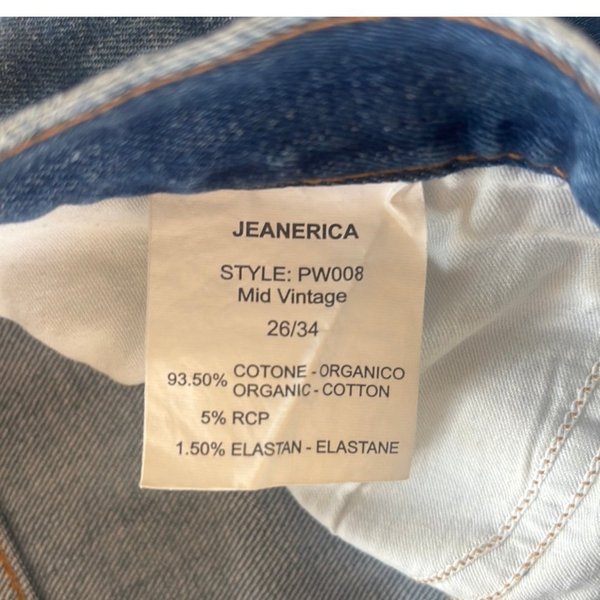 JEANERICA
STYLE: PW008
Mid Vintage
26/34
93.50% COTONE - ORGANICO
ORGANIC - COTTON
5% RCP
1.50% ELASTAN - ELASTANE